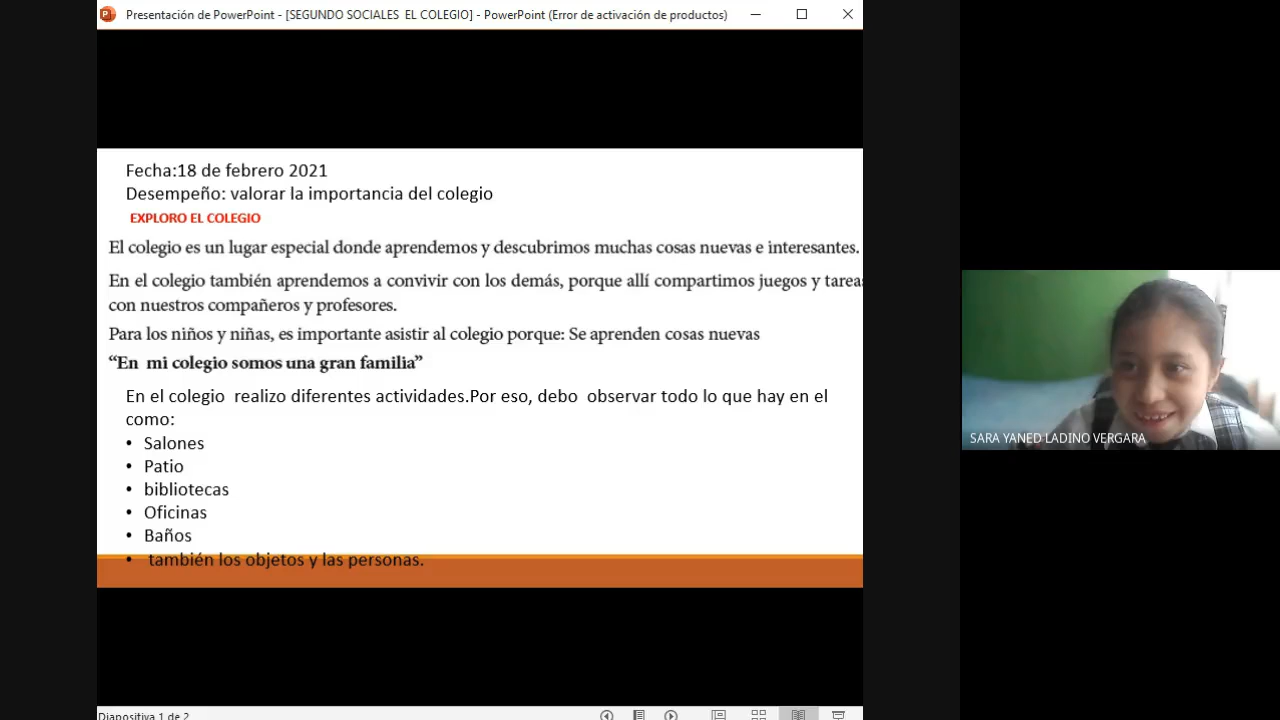 Presentación de PowerPoint - [SEGUNDO SOCIALES EL COLEGIO] - PowerPoint (Error de activación de productos)
Fecha:18 de febrero 2021
Desempeño: valorar la importancia del colegio
EXPLORO EL COLEGIO
El colegio es un lugar especial donde aprendemos y descubrimos muchas cosas nuevas e interesantes.
En el colegio también aprendemos a convivir con los demás, porque allí compartimos juegos y tareas
con nuestros compañeros y profesores.
Para los niños y niñas, es importante asistir al colegio porque: Se aprenden cosas nuevas
“En mi colegio somos una gran familia”
En el colegio realizo diferentes actividades.Por eso, debo observar todo lo que hay en el
como:
• Salones
• Patio
• bibliotecas
• Oficinas
• Baños
• también los objetos y las personas.
SARA YANED LADINO VERGARA
Diapositiva 1 de 2